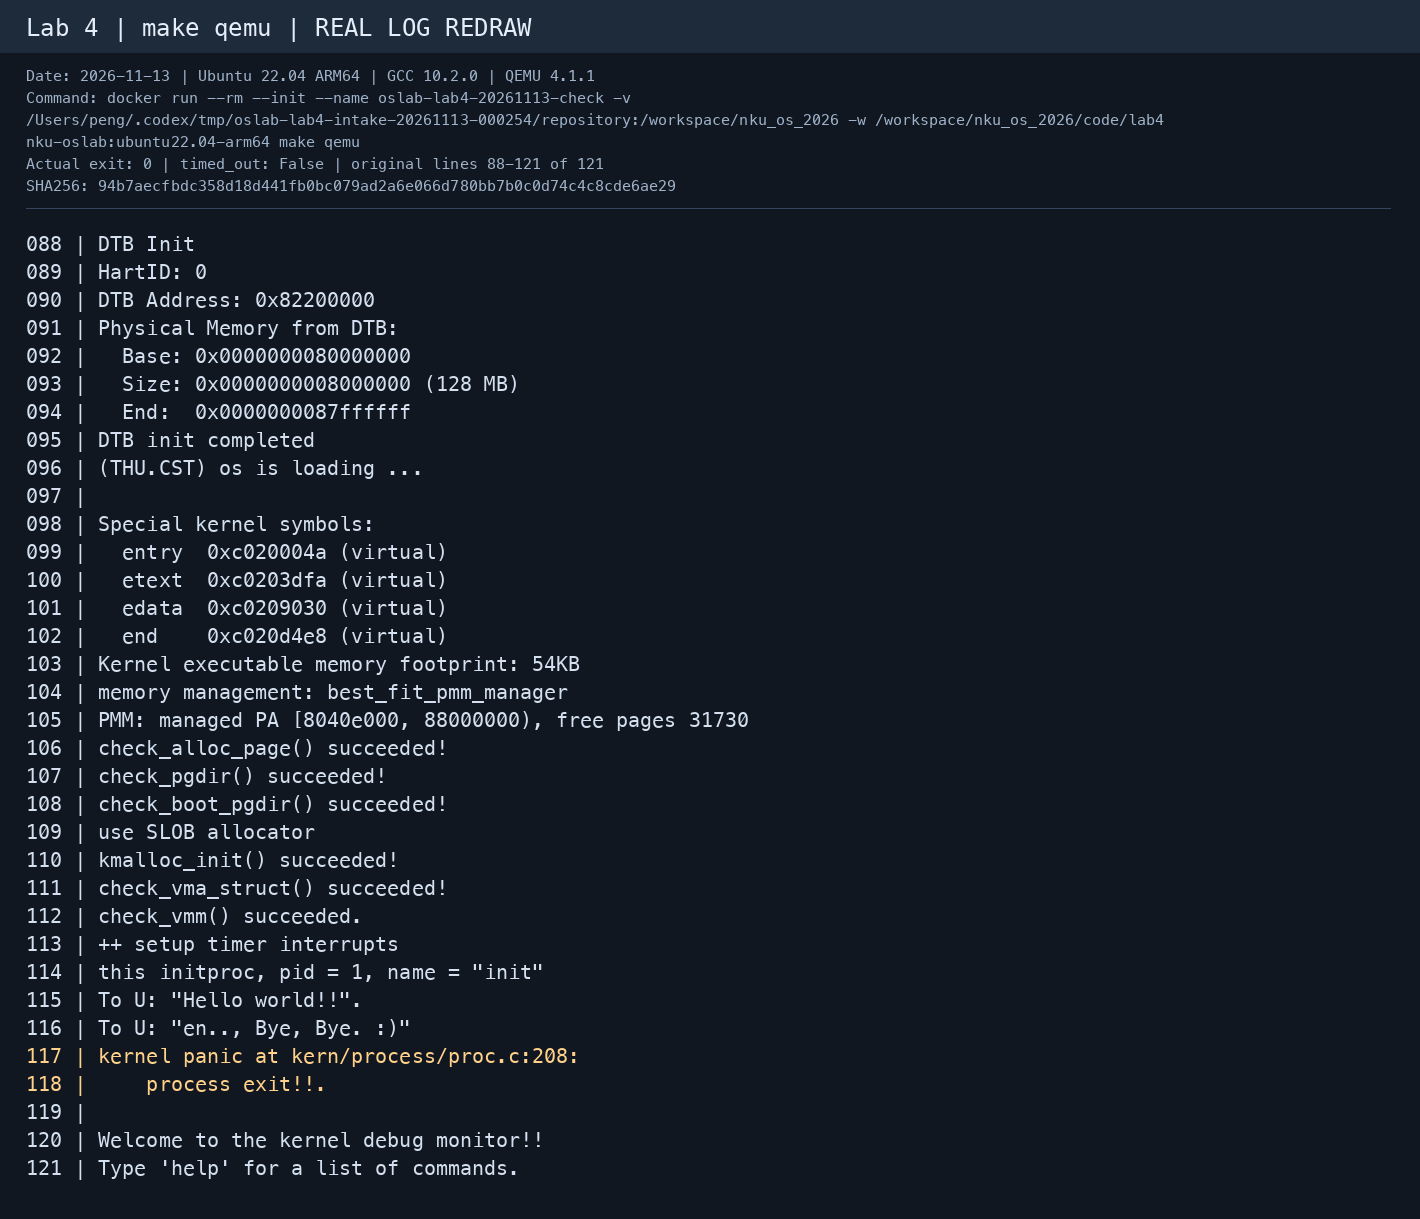 Lab 4 | make qemu | REAL LOG REDRAW
Date: 2026-11-13 | Ubuntu 22.04 ARM64 | GCC 10.2.0 | QEMU 4.1.1
Command: docker run --rm --init --name oslab-lab4-20261113-check -v
/Users/peng/.codex/tmp/oslab-lab4-intake-20261113-000254/repository:/workspace/nku_os_2026 -w /workspace/nku_os_2026/code/lab4
nku-oslab:ubuntu22.04-arm64 make qemu
Actual exit: 0 | timed_out: False | original lines 88-121 of 121
SHA256: 94b7aecfbdc358d18d441fb0bc079ad2a6e066d780bb7b0c0d74c4c8cde6ae29
088 | DTB Init
089 | HartID: 0
090 | DTB Address: 0x82200000
091 | Physical Memory from DTB:
092 |   Base: 0x0000000080000000
093 |   Size: 0x0000000008000000 (128 MB)
094 |   End:  0x0000000087ffffff
095 | DTB init completed
096 | (THU.CST) os is loading ...
097 |
098 | Special kernel symbols:
099 |   entry  0xc020004a (virtual)
100 |   etext  0xc0203dfa (virtual)
101 |   edata  0xc0209030 (virtual)
102 |   end    0xc020d4e8 (virtual)
103 | Kernel executable memory footprint: 54KB
104 | memory management: best_fit_pmm_manager
105 | PMM: managed PA [8040e000, 88000000), free pages 31730
106 | check_alloc_page() succeeded!
107 | check_pgdir() succeeded!
108 | check_boot_pgdir() succeeded!
109 | use SLOB allocator
110 | kmalloc_init() succeeded!
111 | check_vma_struct() succeeded!
112 | check_vmm() succeeded.
113 | ++ setup timer interrupts
114 | this initproc, pid = 1, name = "init"
115 | To U: "Hello world!!".
116 | To U: "en.., Bye, Bye. :)"
117 | kernel panic at kern/process/proc.c:208:
118 |     process exit!!.
119 |
120 | Welcome to the kernel debug monitor!!
121 | Type 'help' for a list of commands.